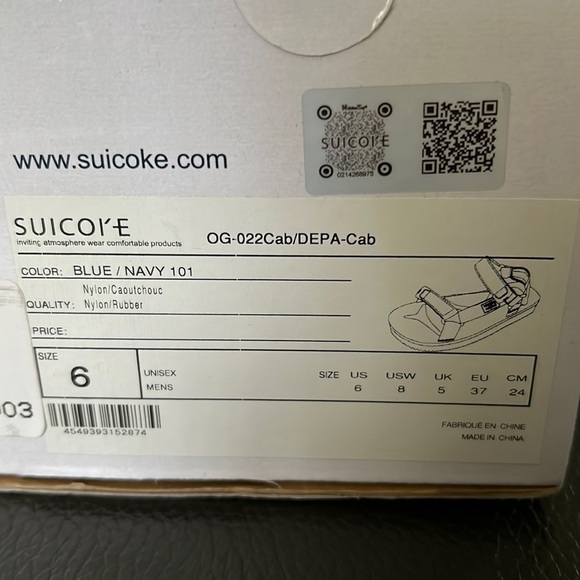 SUICOKE
0214268975
www.suicoke.com
SUICOKE
inviting atmosphere wear comfortable products
OG-022Cab/DEPA-Cab
COLOR: BLUE / NAVY 101
Nylon/Caoutchouc
QUALITY: Nylon/Rubber
PRICE:
SIZE
6
UNISEX
MENS
SIZE US USW UK EU CM
6 8 5 37 24
03
4549393152874
FABRIQUÉ EN CHINE
MADE IN CHINA